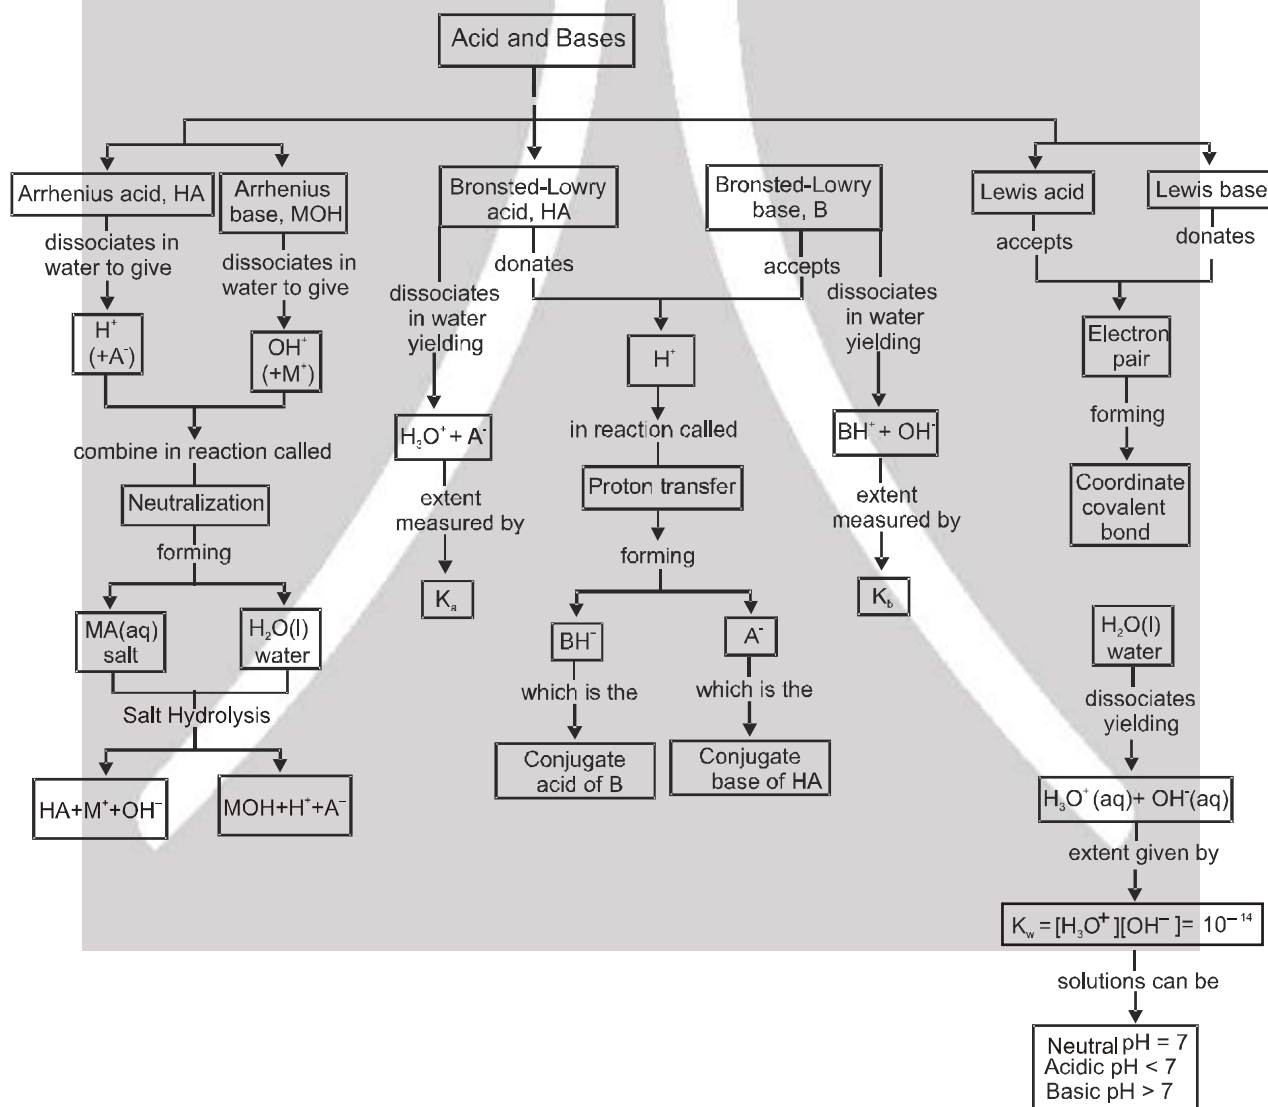 Acid and Bases
Arrhenius acid, HA
dissociates in
water to give
H⁺
(+A⁻)
Arrhenius
base, MOH
dissociates in
water to give
OH⁺
(+M⁺)
combine in reaction called
Neutralization
forming
MA(aq)
salt
H₂O(l)
water
Salt Hydrolysis
HA+M⁺+OH⁻
MOH+H⁺+A⁻
Bronsted-Lowry
acid, HA
dissociates
in water
yielding
H₃O⁺ + A⁻
extent
measured by
Kₐ
donates
Bronsted-Lowry
base, B
accepts
H⁺
in reaction called
Proton transfer
forming
BH⁻
which is the
Conjugate
acid of B
A⁻
which is the
Conjugate
base of HA
dissociates
in water
yielding
BH⁺ + OH⁻
extent
measured by
K_b
Lewis acid
accepts
Lewis base
donates
Electron
pair
forming
Coordinate
covalent
bond
H₂O(l)
water
dissociates
yielding
H₃O⁺(aq)+ OH⁻(aq)
extent given by
K_w = [H₃O⁺][OH⁻]= 10⁻¹⁴
solutions can be
Neutral pH = 7
Acidic pH < 7
Basic pH > 7